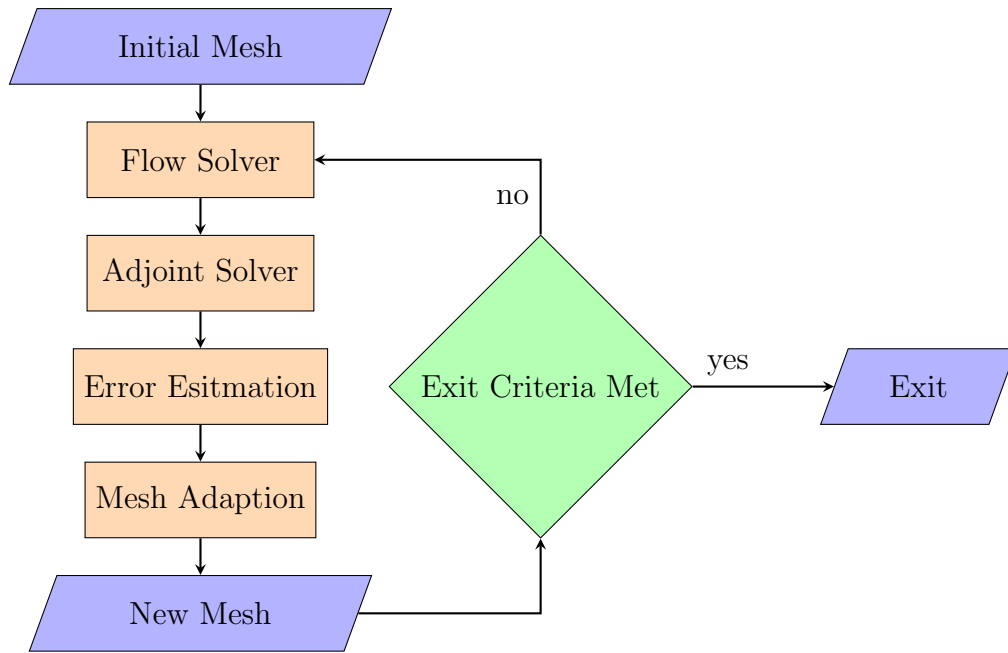 Initial Mesh
Flow Solver
no
Adjoint Solver
Error Esitmation
Exit Criteria Met
yes
Exit
Mesh Adaption
New Mesh